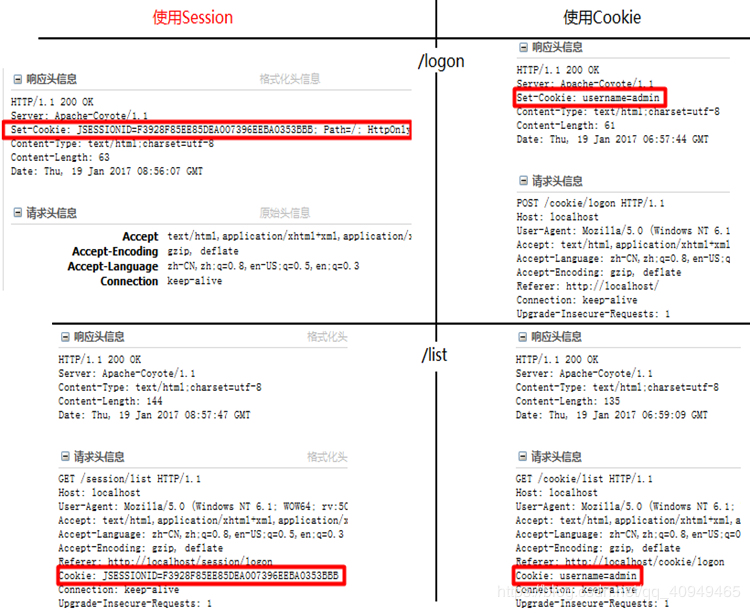 使用Session
使用Cookie
/logon
响应头信息 格式化头信息
HTTP/1.1 200 OK
Server: Apache-Coyote/1.1
Set-Cookie: JSESSIONID=F3928F85EE85DEA007396EEBA0353BBB; Path=/; HttpOnly
Content-Type: text/html;charset=utf-8
Content-Length: 63
Date: Thu, 19 Jan 2017 08:56:07 GMT
请求头信息 原始头信息
Accept text/html,application/xhtml+xml,application/x
Accept-Encoding gzip, deflate
Accept-Language zh-CN,zh;q=0.8,en-US;q=0.5,en;q=0.3
Connection keep-alive
响应头信息
HTTP/1.1 200 OK
Server: Apache-Coyote/1.1
Set-Cookie: username=admin
Content-Type: text/html;charset=utf-8
Content-Length: 61
Date: Thu, 19 Jan 2017 06:57:44 GMT
请求头信息
POST /cookie/logon HTTP/1.1
Host: localhost
User-Agent: Mozilla/5.0 (Windows NT 6.1
Accept: text/html,application/xhtml+xml
Accept-Language: zh-CN,zh;q=0.8,en-US;q
Accept-Encoding: gzip, deflate
Referer: http://localhost/
Connection: keep-alive
Upgrade-Insecure-Requests: 1
/list
响应头信息 格式化头
HTTP/1.1 200 OK
Server: Apache-Coyote/1.1
Content-Type: text/html;charset=utf-8
Content-Length: 144
Date: Thu, 19 Jan 2017 08:57:47 GMT
请求头信息 格式化头
GET /session/list HTTP/1.1
Host: localhost
User-Agent: Mozilla/5.0 (Windows NT 6.1; WOW64; rv:50
Accept: text/html,application/xhtml+xml,application/x
Accept-Language: zh-CN,zh;q=0.8,en-US;q=0.5,en;q=0.3
Accept-Encoding: gzip, deflate
Referer: http://localhost/session/logon
Cookie: JSESSIONID=F3928F85EE85DEA007396EEBA0353BBB
Connection: keep-alive
Upgrade-Insecure-Requests: 1
响应头信息
HTTP/1.1 200 OK
Server: Apache-Coyote/1.1
Content-Type: text/html;charset=utf-8
Content-Length: 135
Date: Thu, 19 Jan 2017 06:59:09 GMT
请求头信息
GET /cookie/list HTTP/1.1
Host: localhost
User-Agent: Mozilla/5.0 (Windows NT 6.1;
Accept: text/html,application/xhtml+xml,a
Accept-Language: zh-CN,zh;q=0.8,en-US;q=0
Accept-Encoding: gzip, deflate
Referer: http://localhost/cookie/logon
Cookie: username=admin
Connection: keep-alive
Upgrade-Insecure-Requests: 1